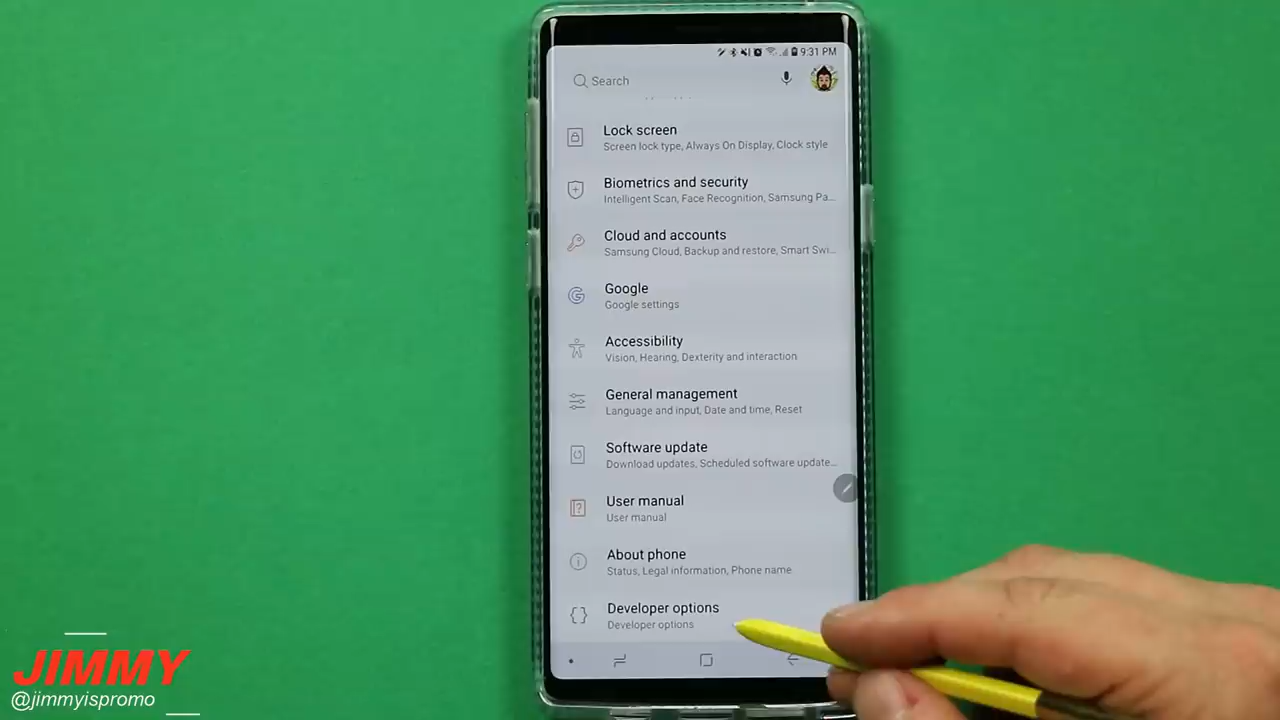 9:31 PM
Search
Lock screen
Screen lock type, Always On Display, Clock style
Biometrics and security
Intelligent Scan, Face Recognition, Samsung Pa...
Cloud and accounts
Samsung Cloud, Backup and restore, Smart Swi...
Google
Google settings
Accessibility
Vision, Hearing, Dexterity and interaction
General management
Language and input, Date and time, Reset
Software update
Download updates, Scheduled software update...
User manual
User manual
About phone
Status, Legal information, Phone name
Developer options
Developer options
JIMMY
@jimmyispromo